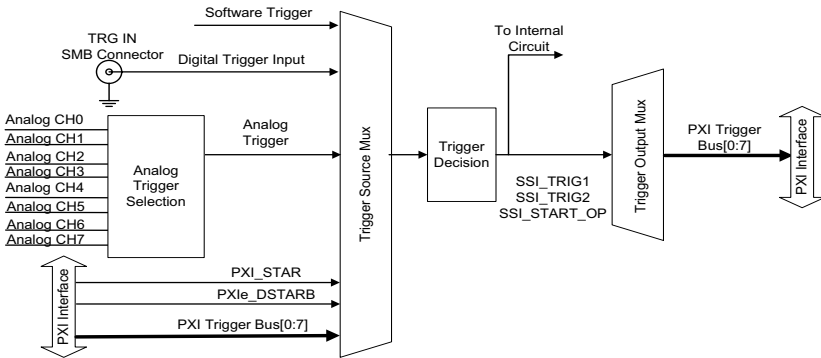 Software Trigger
TRG IN
SMB Connector
Digital Trigger Input
To Internal
Circuit
Analog CH0
Analog CH1
Analog CH2
Analog CH3
Analog CH4
Analog CH5
Analog CH6
Analog CH7
Analog
Trigger
Selection
Analog
Trigger
Trigger Source Mux
Trigger
Decision
SSI_TRIG1
SSI_TRIG2
SSI_START_OP
Trigger Output Mux
PXI Trigger
Bus[0:7]
PXI Interface
PXI Interface
PXI_STAR
PXIe_DSTARB
PXI Trigger Bus[0:7]